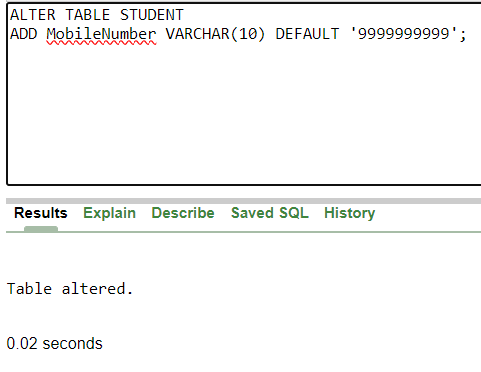 ALTER TABLE STUDENT
ADD MobileNumber VARCHAR(10) DEFAULT '9999999999';
Results Explain Describe Saved SQL History
Table altered.
0.02 seconds